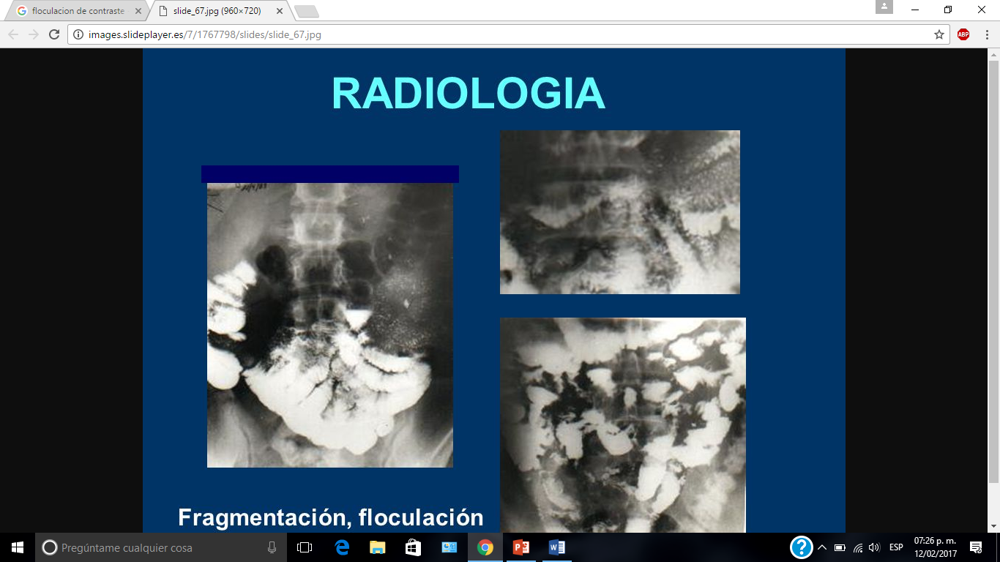 floculacion de contraste
slide_67.jpg (960×720)
images.slideplayer.es/7/1767798/slides/slide_67.jpg
ABP
RADIOLOGIA
Fragmentación, floculación
Pregúntame cualquier cosa
ESP
07:26 p. m.
12/02/2017